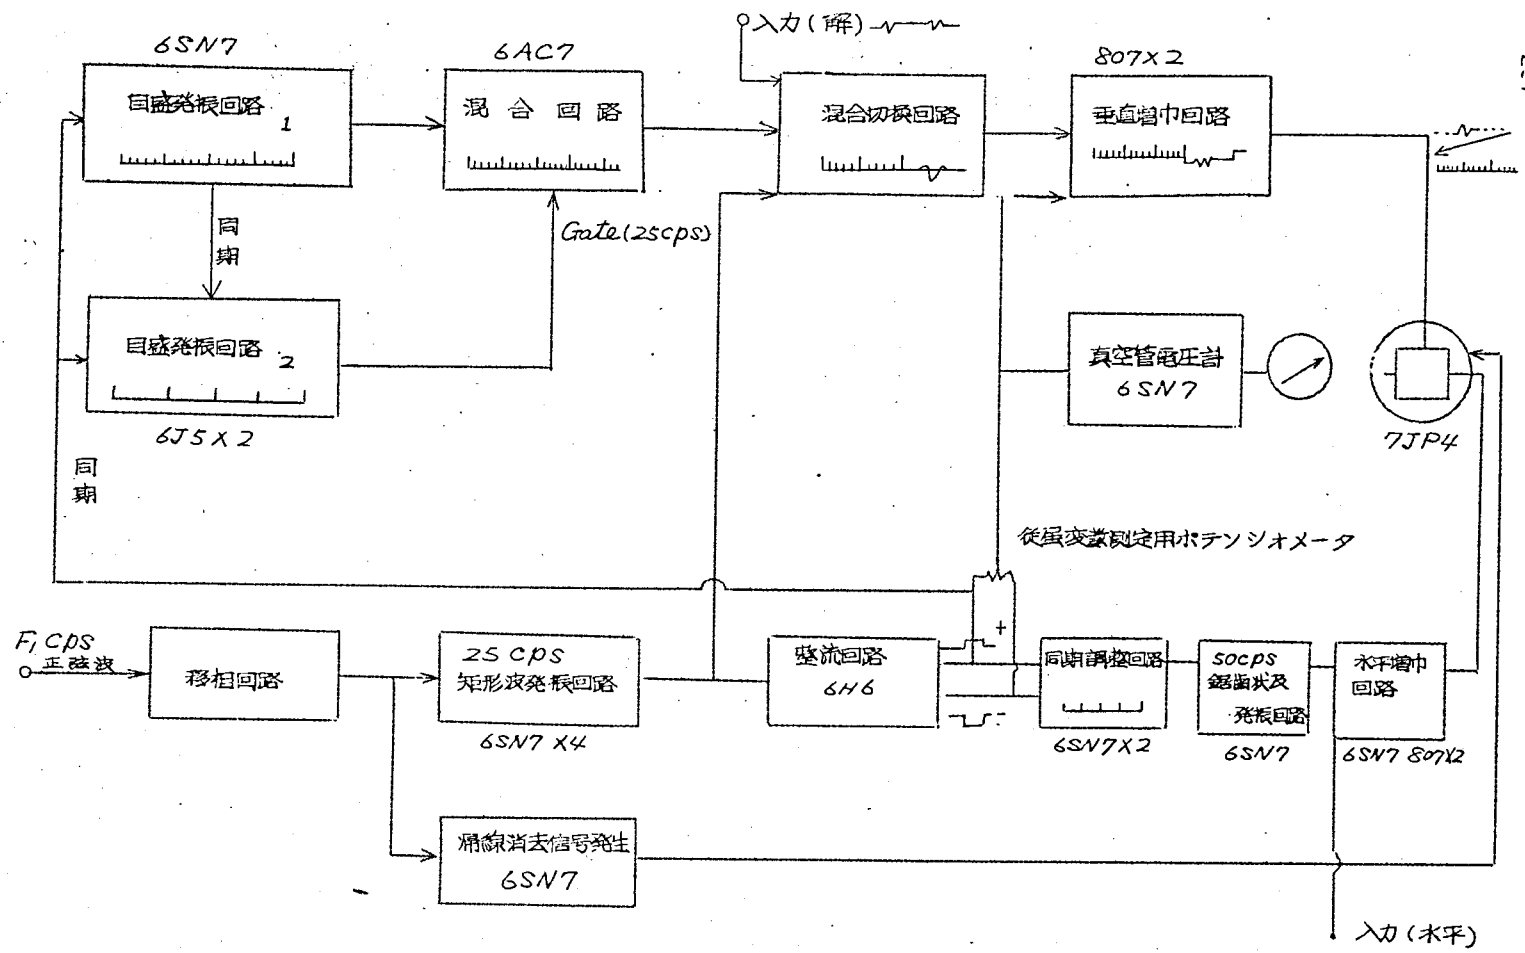 入力(解)
6SN7
目盛発振回路
1
6AC7
混合回路
混合切換回路
807×2
垂直増巾回路
同
期
Gate(25cps)
目盛発振回路
2
6J5×2
真空管電圧計
6SN7
7JP4
同
期
従属変数測定用ポテンシオメータ
F, CPS
正弦波
移相回路
25 CPS
矩形波発振回路
6SN7 ×4
整流回路
6H6
+
-
同期調整回路
6SN7×2
50cps
鋸歯状及
発振回路
6SN7
水平増巾
回路
6SN7 807×2
帰線消去信号発生
6SN7
入力(水平)